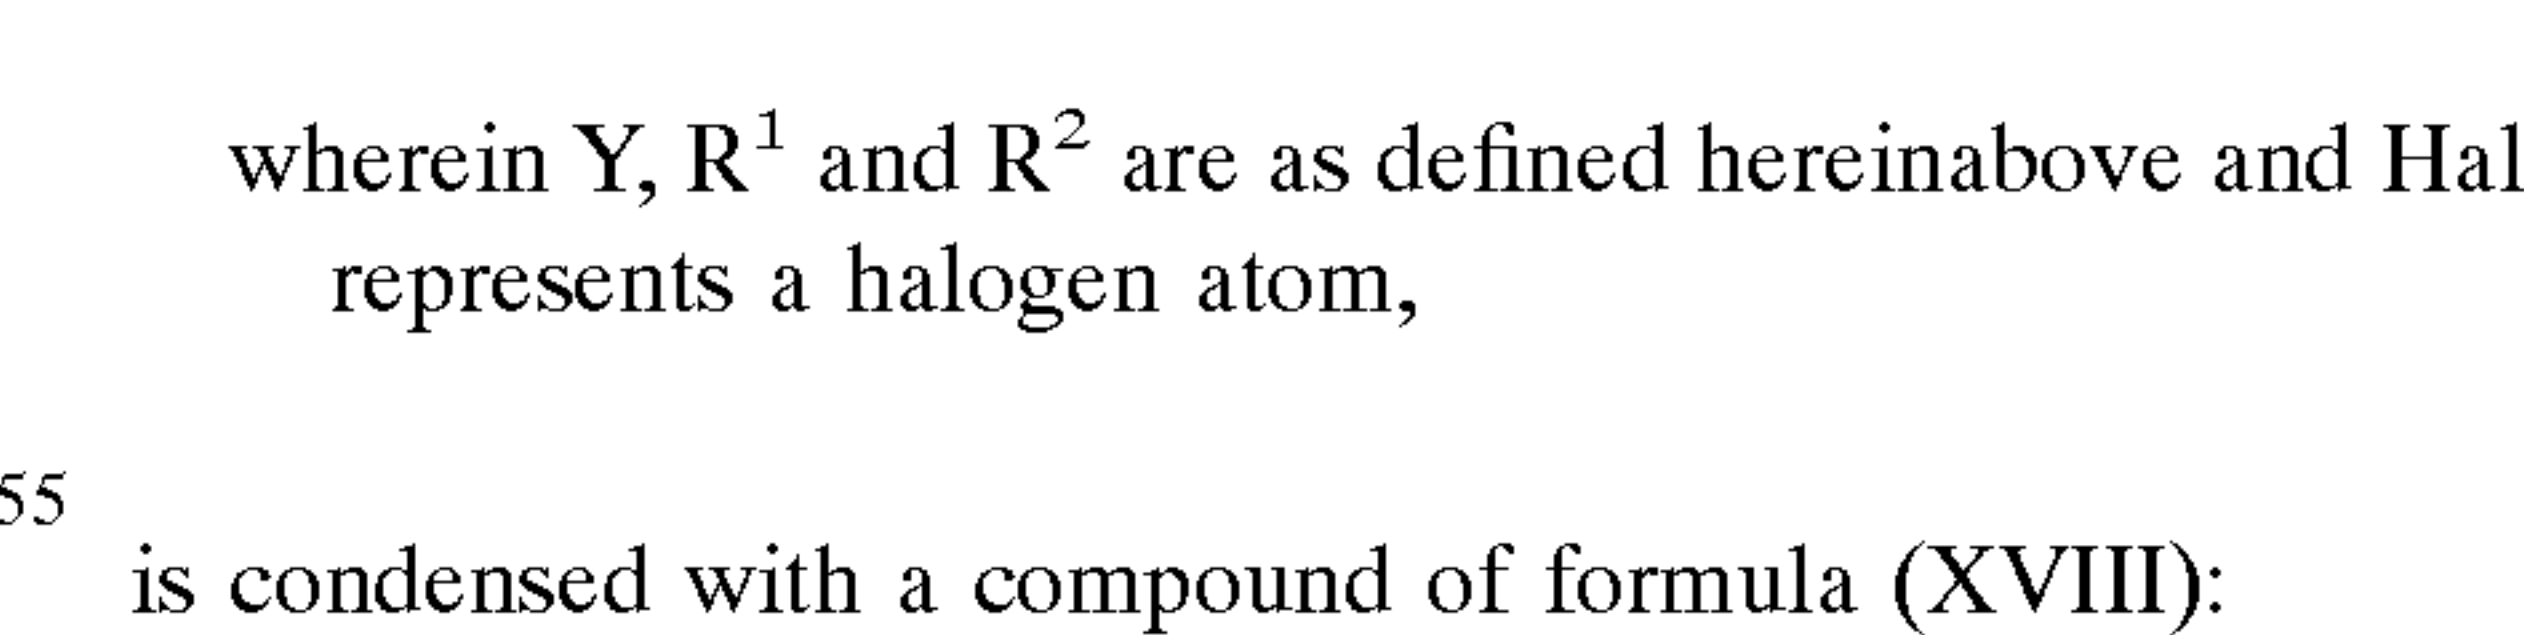 wherein Y, R¹ and R² are as defined hereinabove and Hal
represents a halogen atom,
55
is condensed with a compound of formula (XVIII):